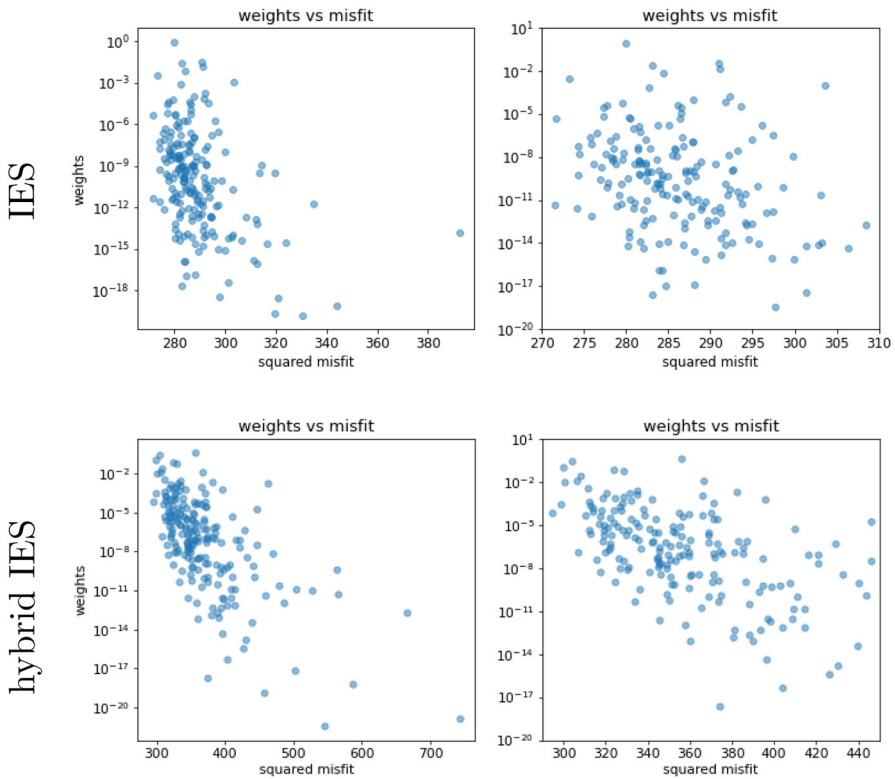 IES
weights vs misfit
weights
10^0
10^-3
10^-6
10^-9
10^-12
10^-15
10^-18
280 300 320 340 360 380
squared misfit
weights vs misfit
10^1
10^-2
10^-5
10^-8
10^-11
10^-14
10^-17
10^-20
270 275 280 285 290 295 300 305 310
squared misfit
hybrid IES
weights vs misfit
weights
10^-2
10^-5
10^-8
10^-11
10^-14
10^-17
10^-20
300 400 500 600 700
squared misfit
weights vs misfit
10^1
10^-2
10^-5
10^-8
10^-11
10^-14
10^-17
10^-20
300 320 340 360 380 400 420 440
squared misfit